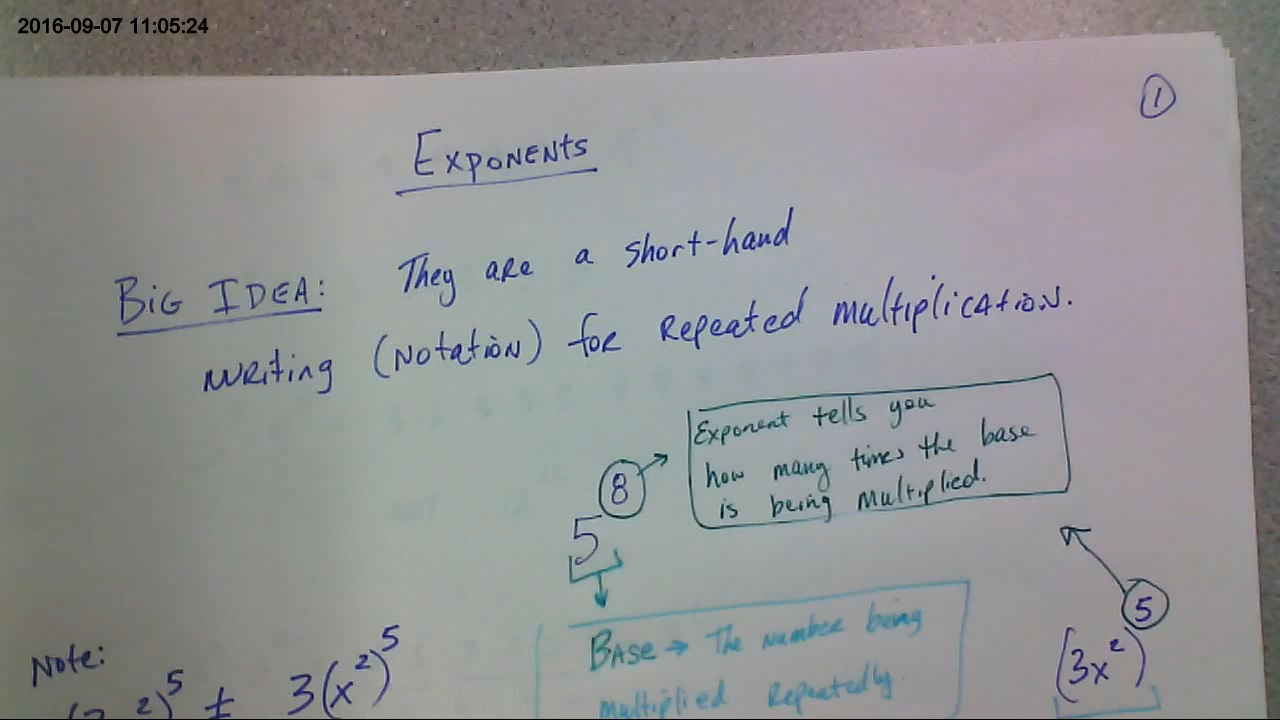 2016-09-07 11:05:24
1
Exponents
Big Idea: They are a short-hand
writing (notation) for repeated multiplication.
Exponent tells you
how many times the base
is being multiplied.
5⁸
Base → The number being
multiplied repeatedly.
(3x²)⁵
Note:
²)⁵ ≠ 3(x²)⁵